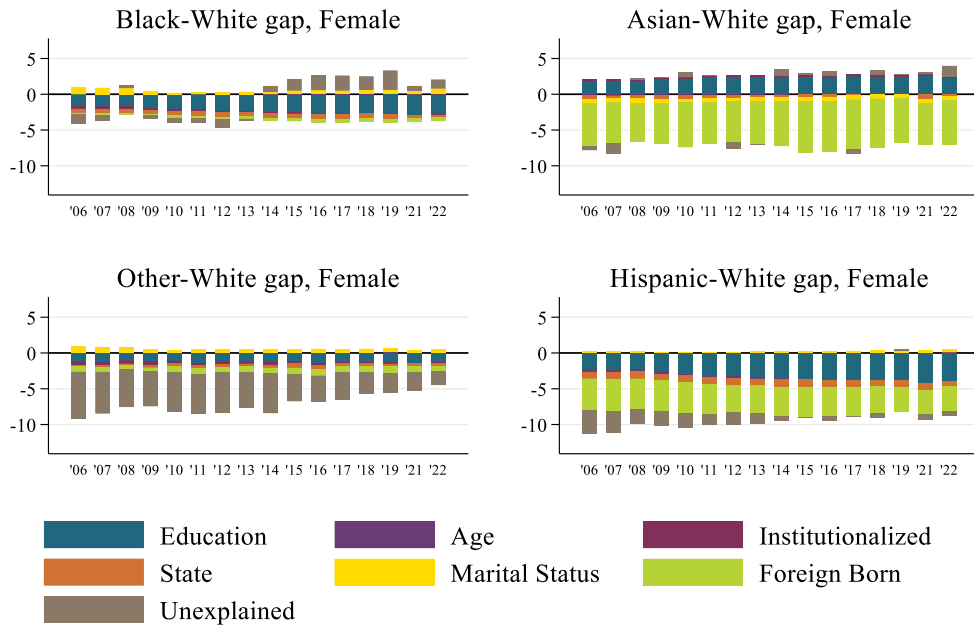 Black-White gap, Female
5
0
-5
-10
'06 '07 '08 '09 '10 '11 '12 '13 '14 '15 '16 '17 '18 '19 '21 '22
Asian-White gap, Female
5
0
-5
-10
'06 '07 '08 '09 '10 '11 '12 '13 '14 '15 '16 '17 '18 '19 '21 '22
Other-White gap, Female
5
0
-5
-10
'06 '07 '08 '09 '10 '11 '12 '13 '14 '15 '16 '17 '18 '19 '21 '22
Hispanic-White gap, Female
5
0
-5
-10
'06 '07 '08 '09 '10 '11 '12 '13 '14 '15 '16 '17 '18 '19 '21 '22
Education Age Institutionalized
State Marital Status Foreign Born
Unexplained